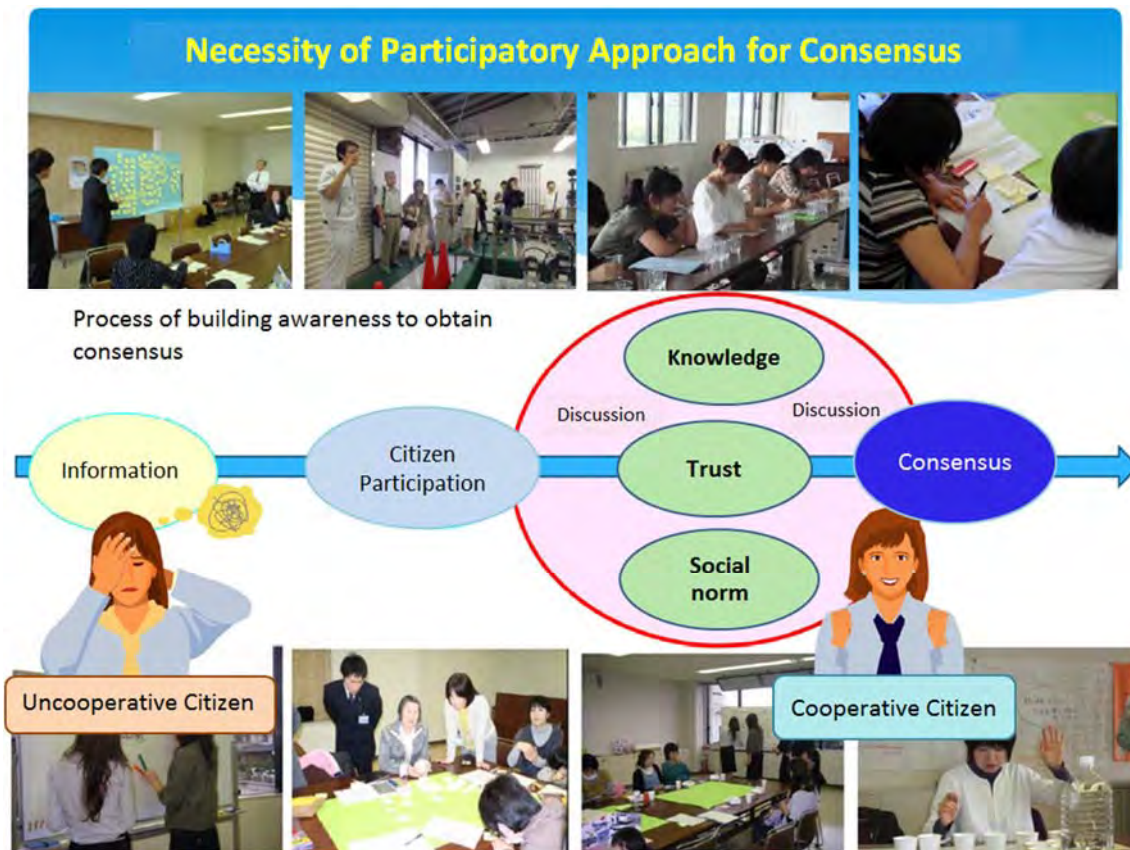 Necessity of Participatory Approach for Consensus
Process of building awareness to obtain
consensus
Knowledge
Discussion
Discussion
Information
Citizen
Participation
Trust
Consensus
Social
norm
Uncooperative Citizen
Cooperative Citizen